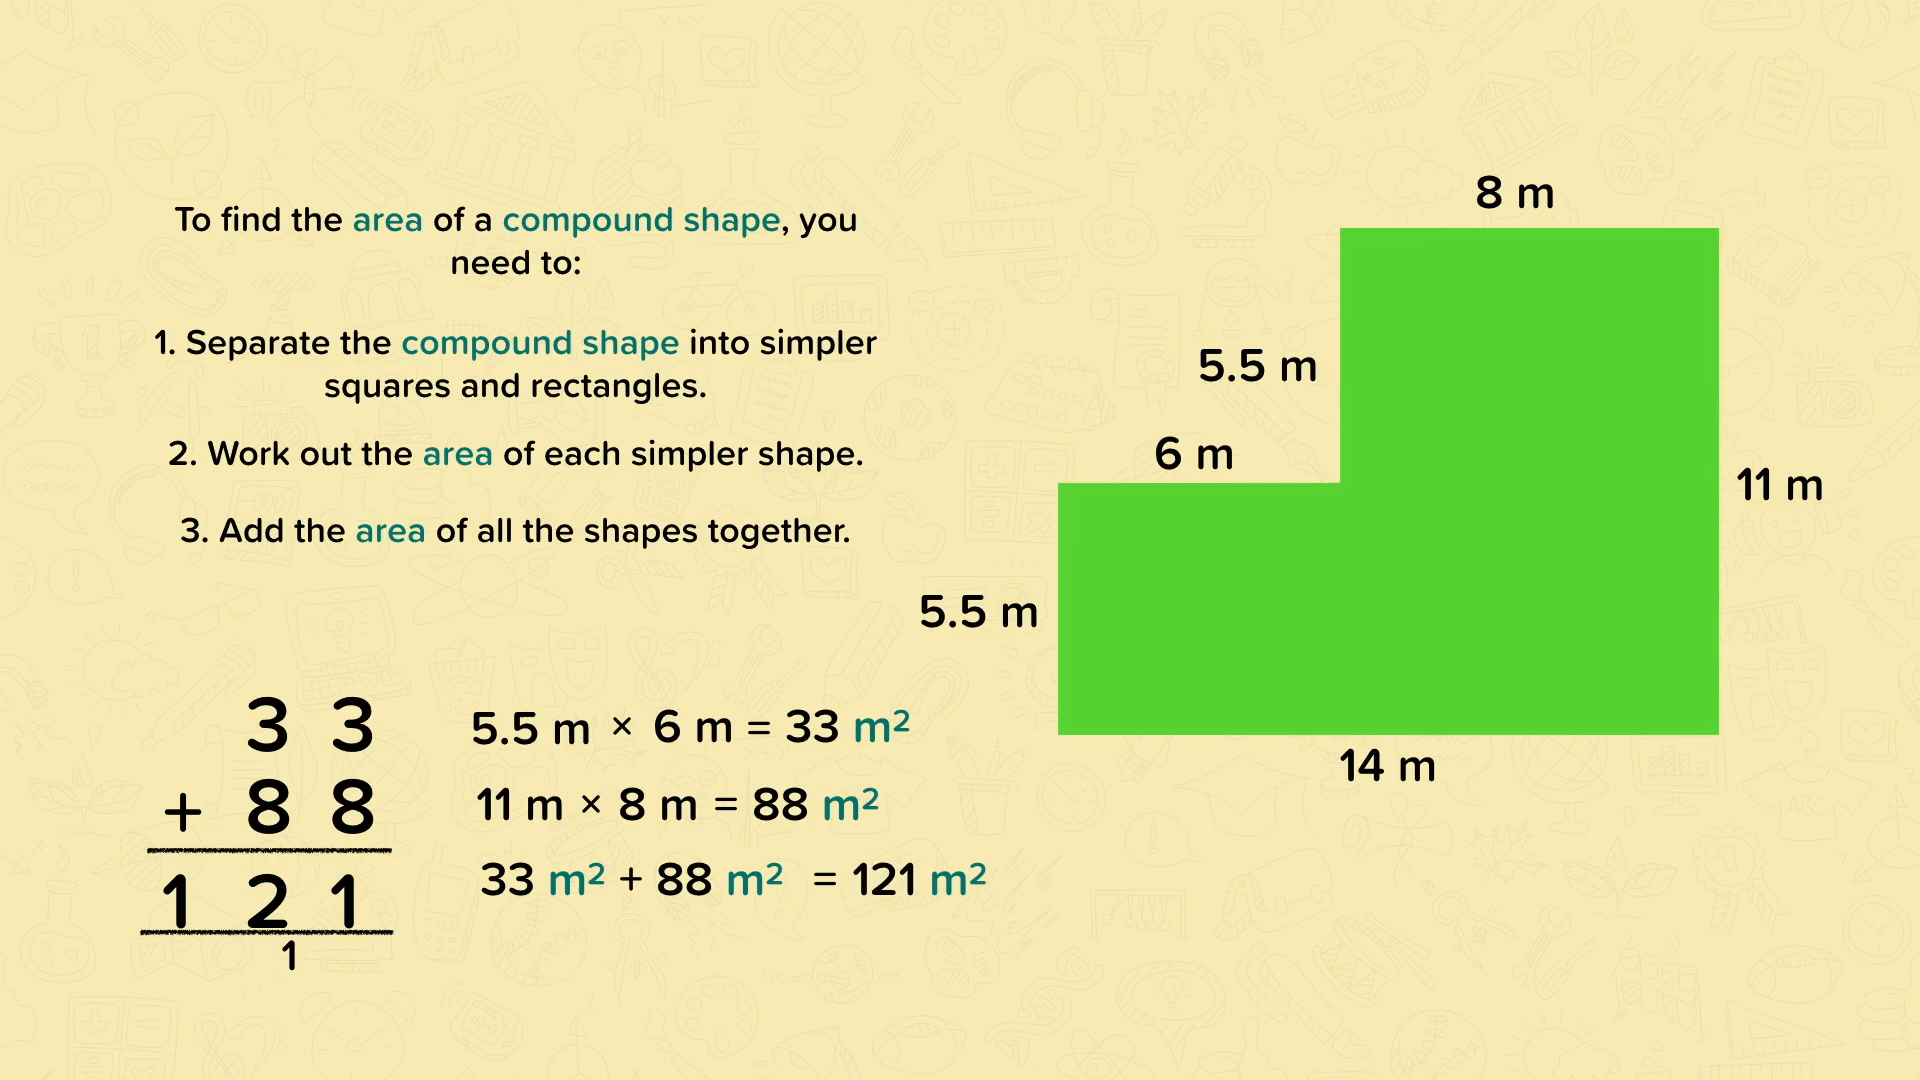 To find the area of a compound shape, you
need to:
1. Separate the compound shape into simpler
squares and rectangles.
2. Work out the area of each simpler shape.
3. Add the area of all the shapes together.
3 3
+ 8 8
1 2 1
1
5.5 m × 6 m = 33 m²
11 m × 8 m = 88 m²
33 m² + 88 m² = 121 m²
8 m
5.5 m
6 m
11 m
5.5 m
14 m